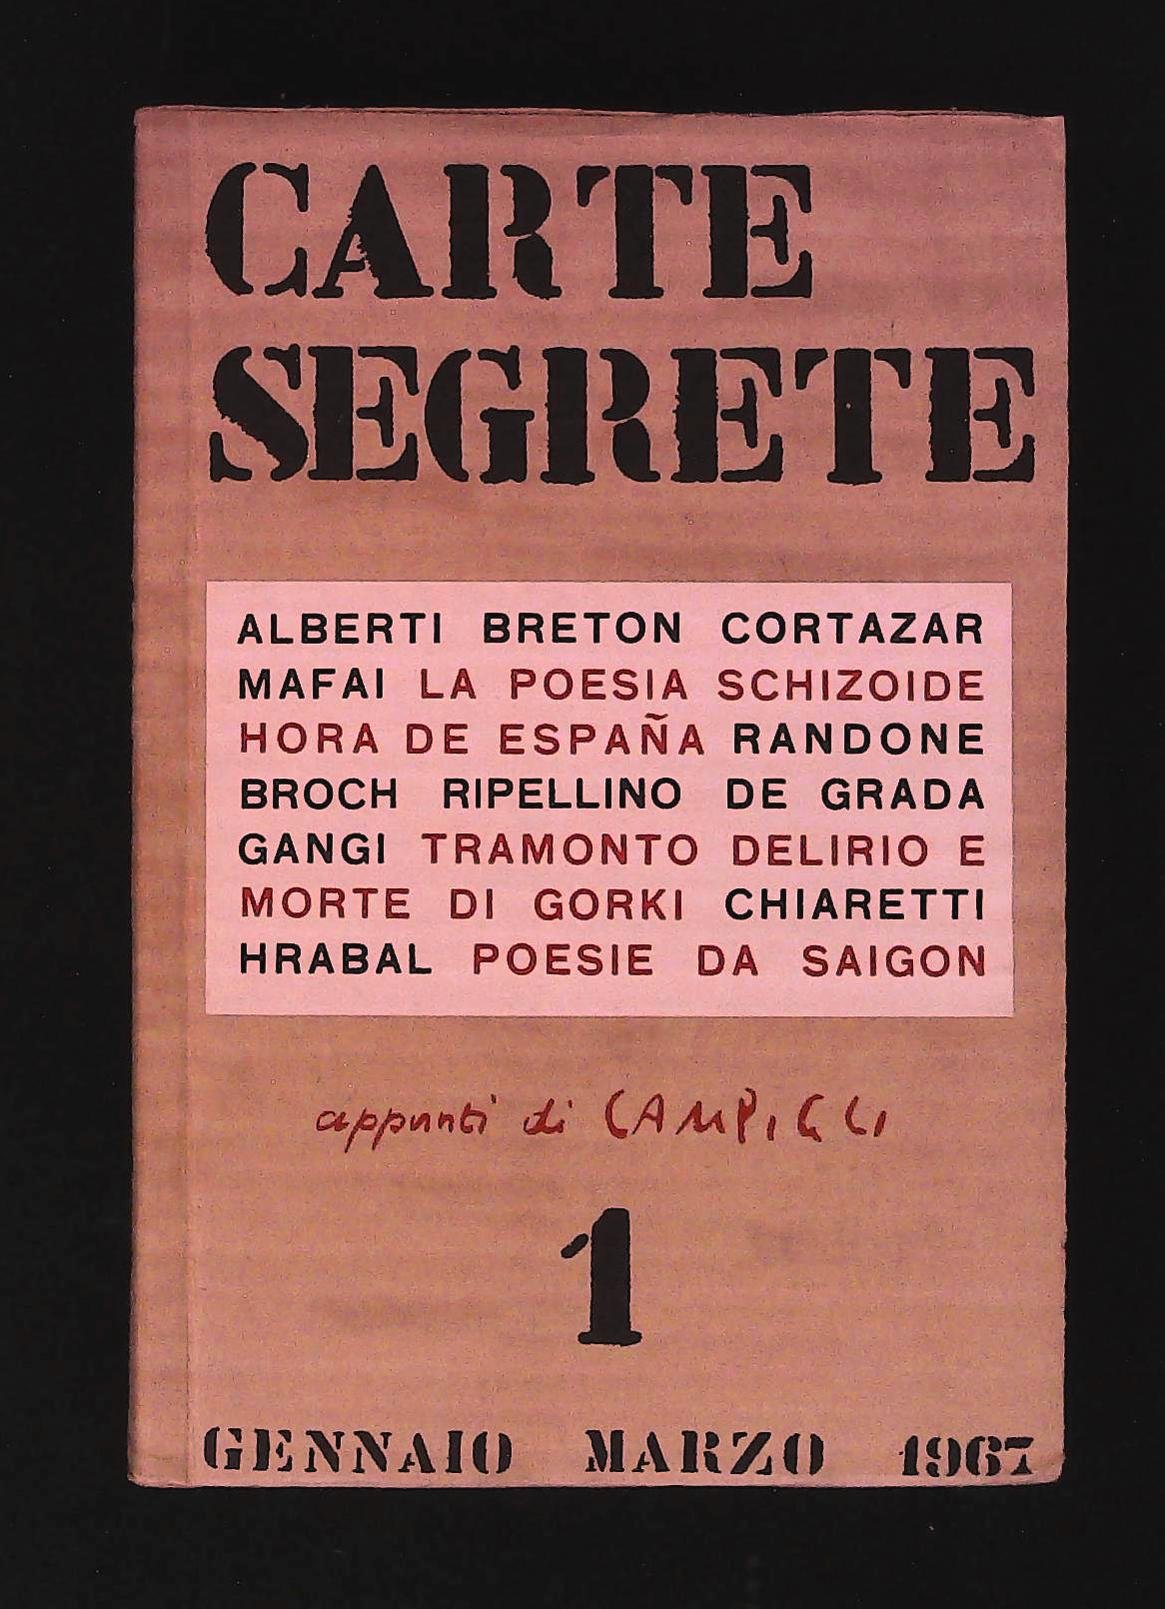 CARTE
SEGRETE
ALBERTI BRETON CORTAZAR
MAFAI LA POESIA SCHIZOIDE
HORA DE ESPAÑA RANDONE
BROCH RIPELLINO DE GRADA
GANGI TRAMONTO DELIRIO E
MORTE DI GORKI CHIARETTI
HRABAL POESIE DA SAIGON
appunti di CAMPIGLI
1
GENNAIO MARZO 1967